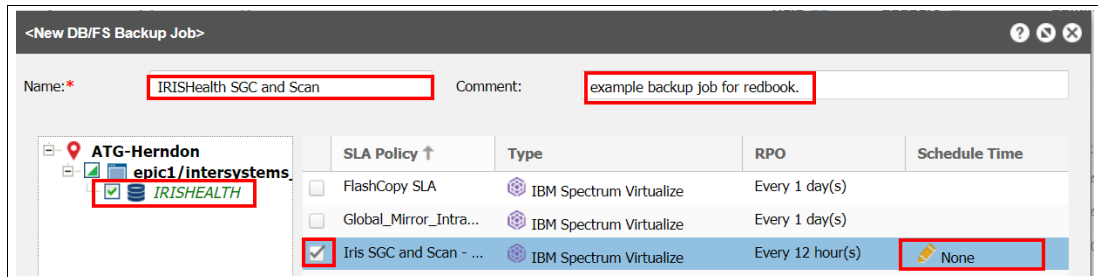 <New DB/FS Backup Job>
Name:* IRISHealth SGC and Scan Comment: example backup job for redbook.
ATG-Herndon
epic1/intersystems_
IRISHEALTH
SLA Policy ↑ Type RPO Schedule Time
FlashCopy SLA IBM Spectrum Virtualize Every 1 day(s)
Global_Mirror_Intra... IBM Spectrum Virtualize Every 1 day(s)
Iris SGC and Scan - ... IBM Spectrum Virtualize Every 12 hour(s) None